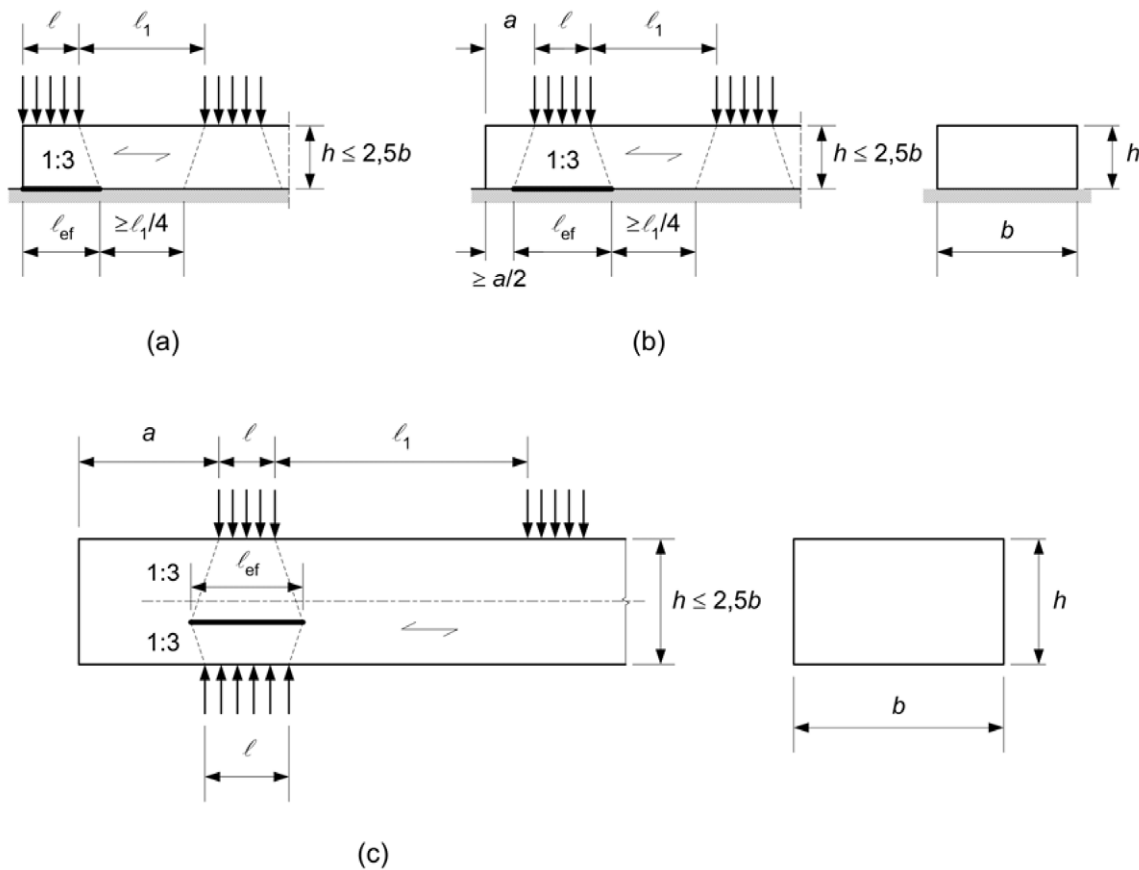 ℓ ℓ₁
1:3
h ≤ 2,5b
ℓef ≥ℓ₁/4
(a)
a ℓ ℓ₁
1:3
h ≤ 2,5b
h
ℓef ≥ℓ₁/4
≥ a/2
b
(b)
a ℓ ℓ₁
1:3
ℓef
h ≤ 2,5b
h
1:3
b
ℓ
(c)